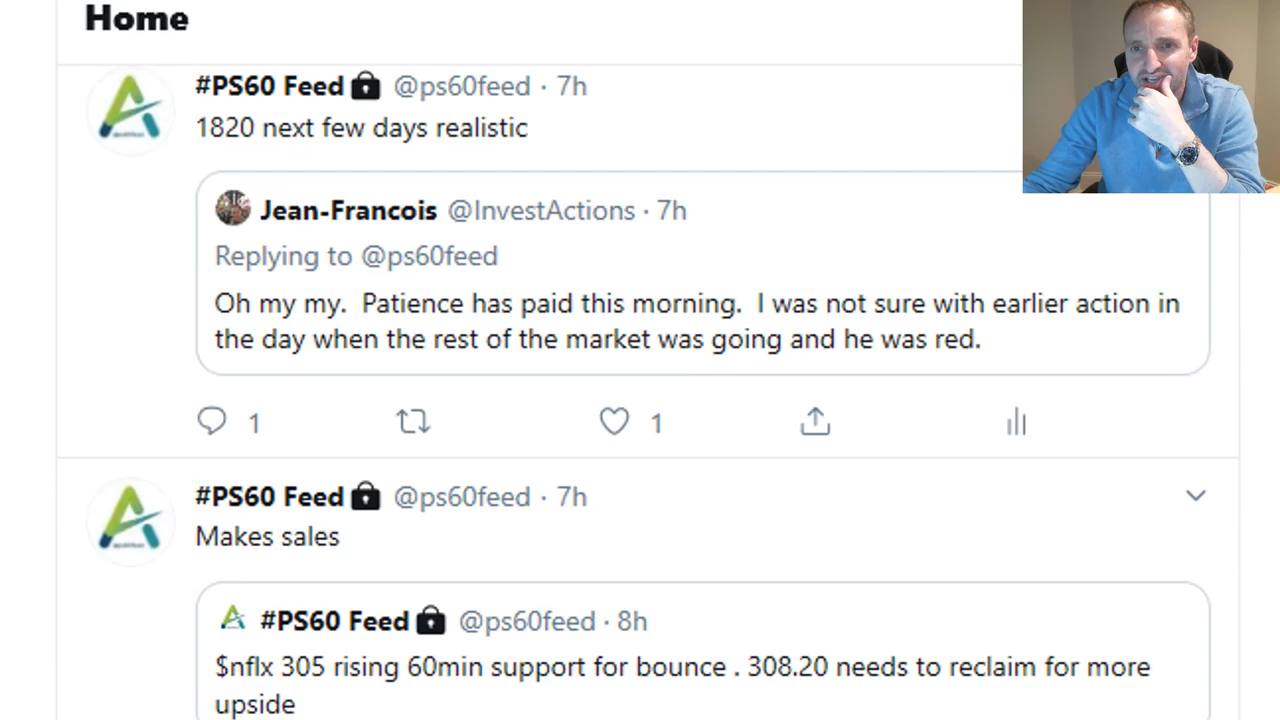 Home
#PS60 Feed @ps60feed · 7h
1820 next few days realistic
Jean-Francois @InvestActions · 7h
Replying to @ps60feed
Oh my my.  Patience has paid this morning.  I was not sure with earlier action in
the day when the rest of the market was going and he was red.
1
1
#PS60 Feed @ps60feed · 7h
Makes sales
#PS60 Feed @ps60feed · 8h
$nflx 305 rising 60min support for bounce . 308.20 needs to reclaim for more
upside